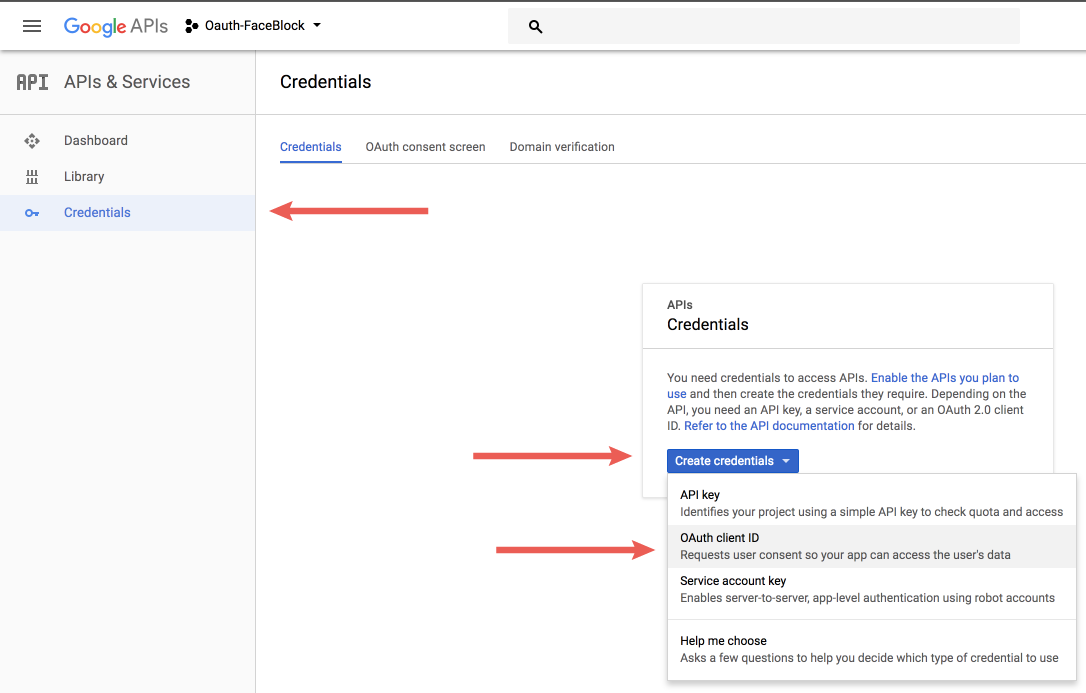 Google APIs
Oauth-FaceBlock
API APIs & Services
Credentials
Dashboard
Library
Credentials
Credentials
OAuth consent screen
Domain verification
APIs
Credentials
You need credentials to access APIs. Enable the APIs you plan to
use and then create the credentials they require. Depending on the
API, you need an API key, a service account, or an OAuth 2.0 client
ID. Refer to the API documentation for details.
Create credentials
API key
Identifies your project using a simple API key to check quota and access
OAuth client ID
Requests user consent so your app can access the user's data
Service account key
Enables server-to-server, app-level authentication using robot accounts
Help me choose
Asks a few questions to help you decide which type of credential to use